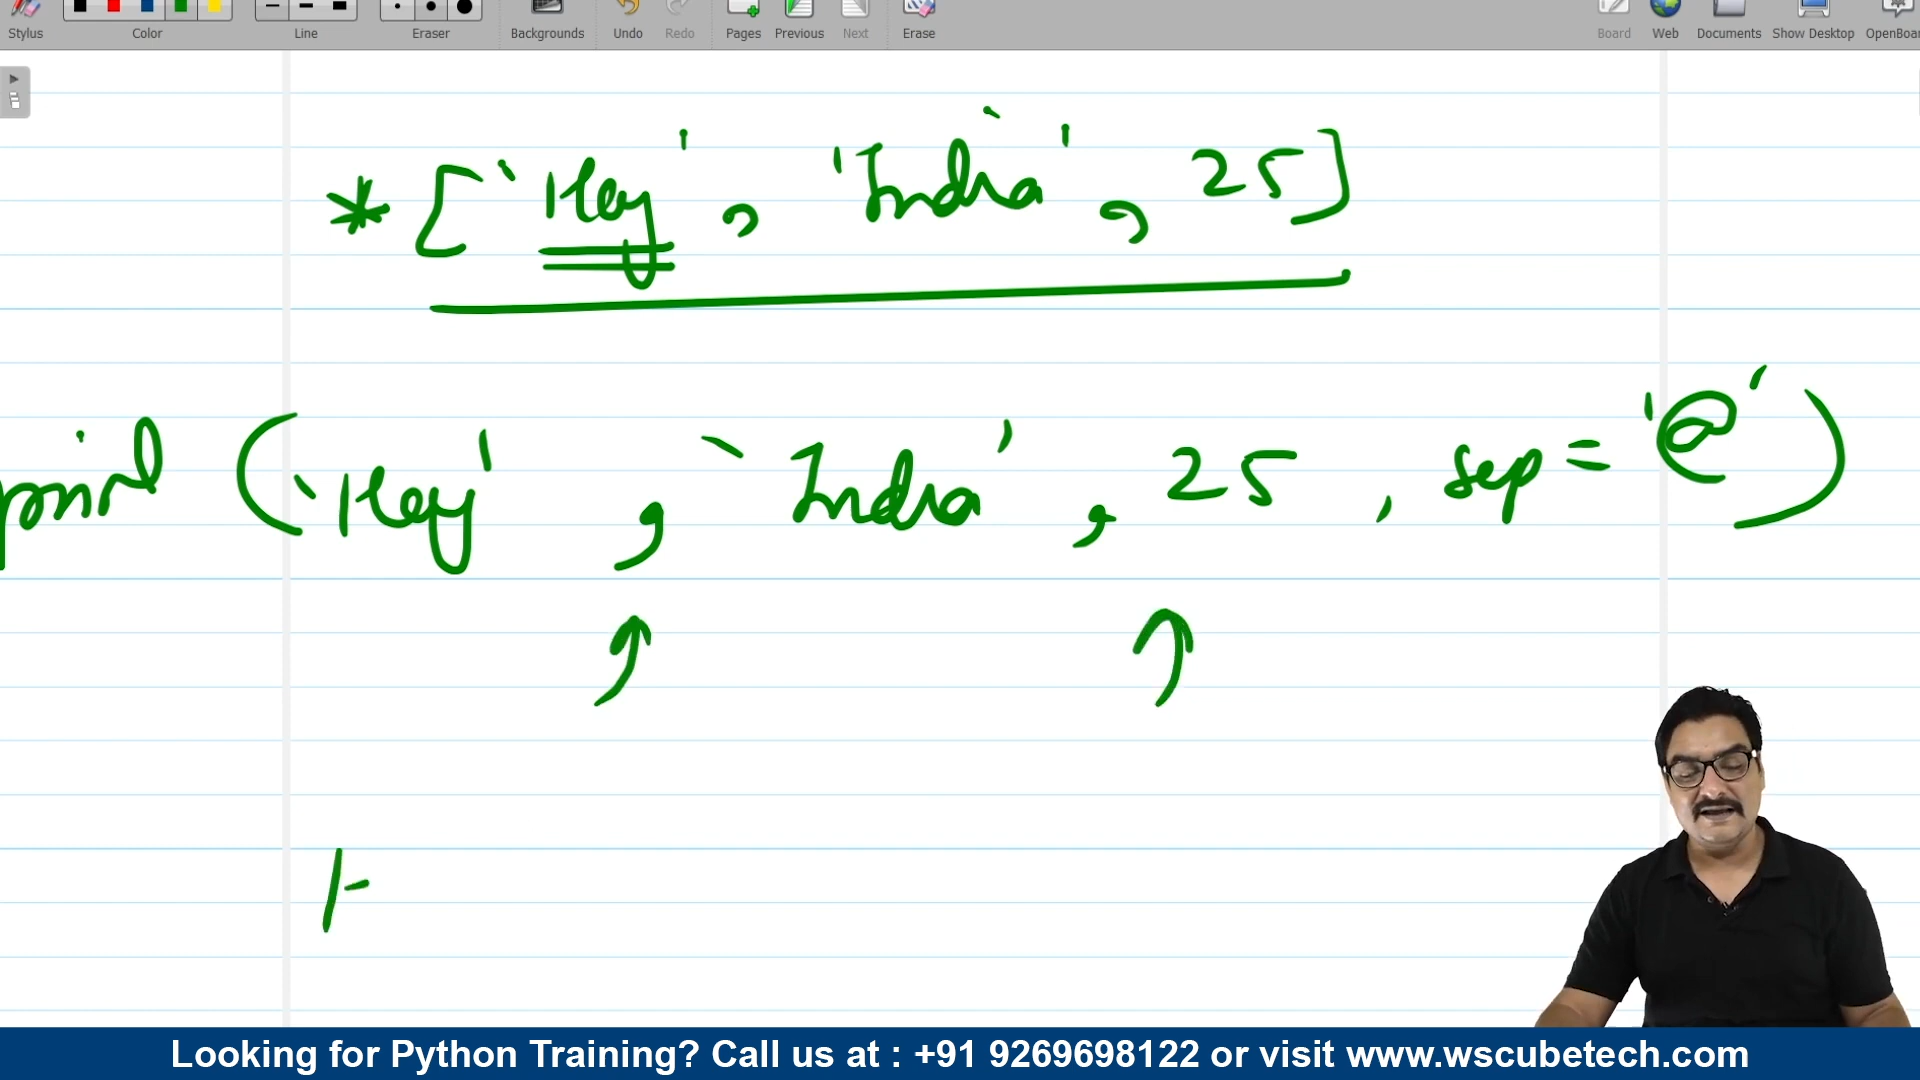 Stylus Color Line Eraser Backgrounds Undo Redo Pages Previous Next Erase Board Web Documents Show Desktop OpenBoar
* ['Hey', 'India', 25]
print ('Hey', 'India', 25, sep = '@')
H
Looking for Python Training? Call us at : +91 9269698122 or visit www.wscubetech.com